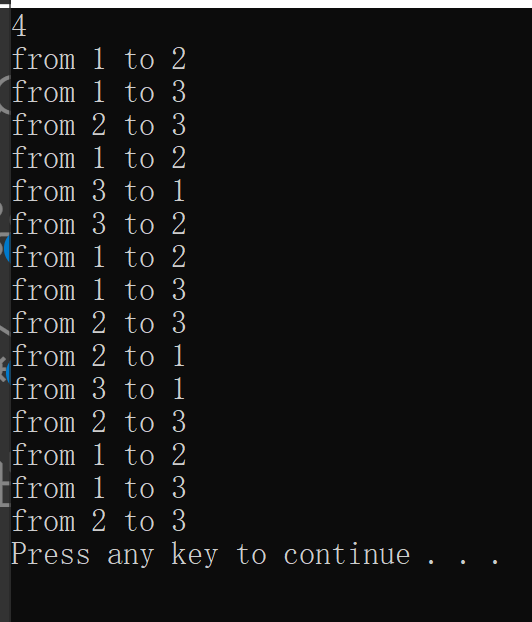 4
from 1 to 2
from 1 to 3
from 2 to 3
from 1 to 2
from 3 to 1
from 3 to 2
from 1 to 2
from 1 to 3
from 2 to 3
from 2 to 1
from 3 to 1
from 2 to 3
from 1 to 2
from 1 to 3
from 2 to 3
Press any key to continue . . .